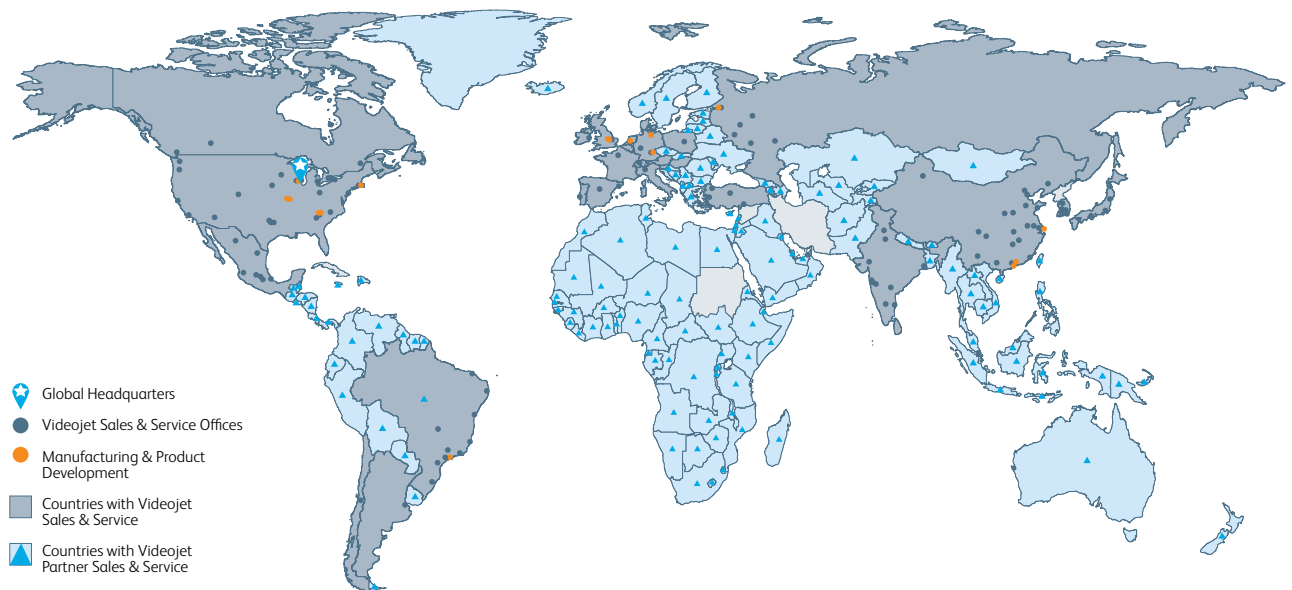 Global Headquarters
Videojet Sales & Service Offices
Manufacturing & Product
Development
Countries with Videojet
Sales & Service
Countries with Videojet
Partner Sales & Service